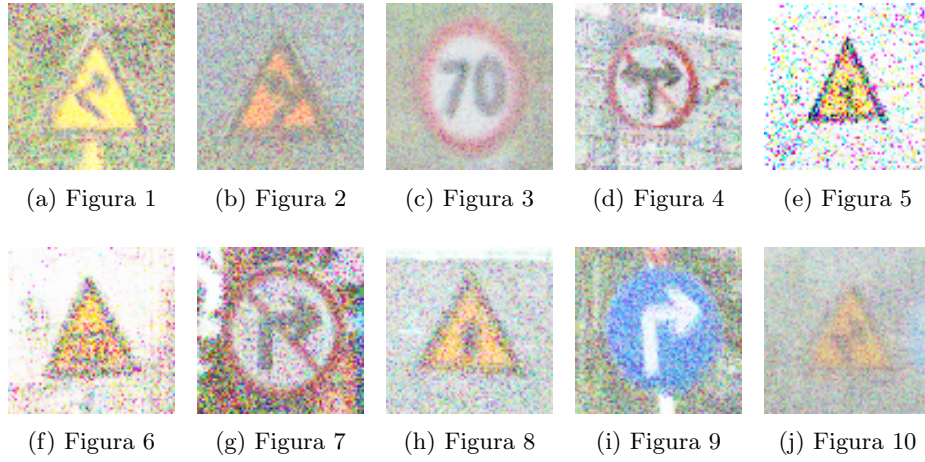 70
(a) Figura 1
(b) Figura 2
(c) Figura 3
(d) Figura 4
(e) Figura 5
(f) Figura 6
(g) Figura 7
(h) Figura 8
(i) Figura 9
(j) Figura 10